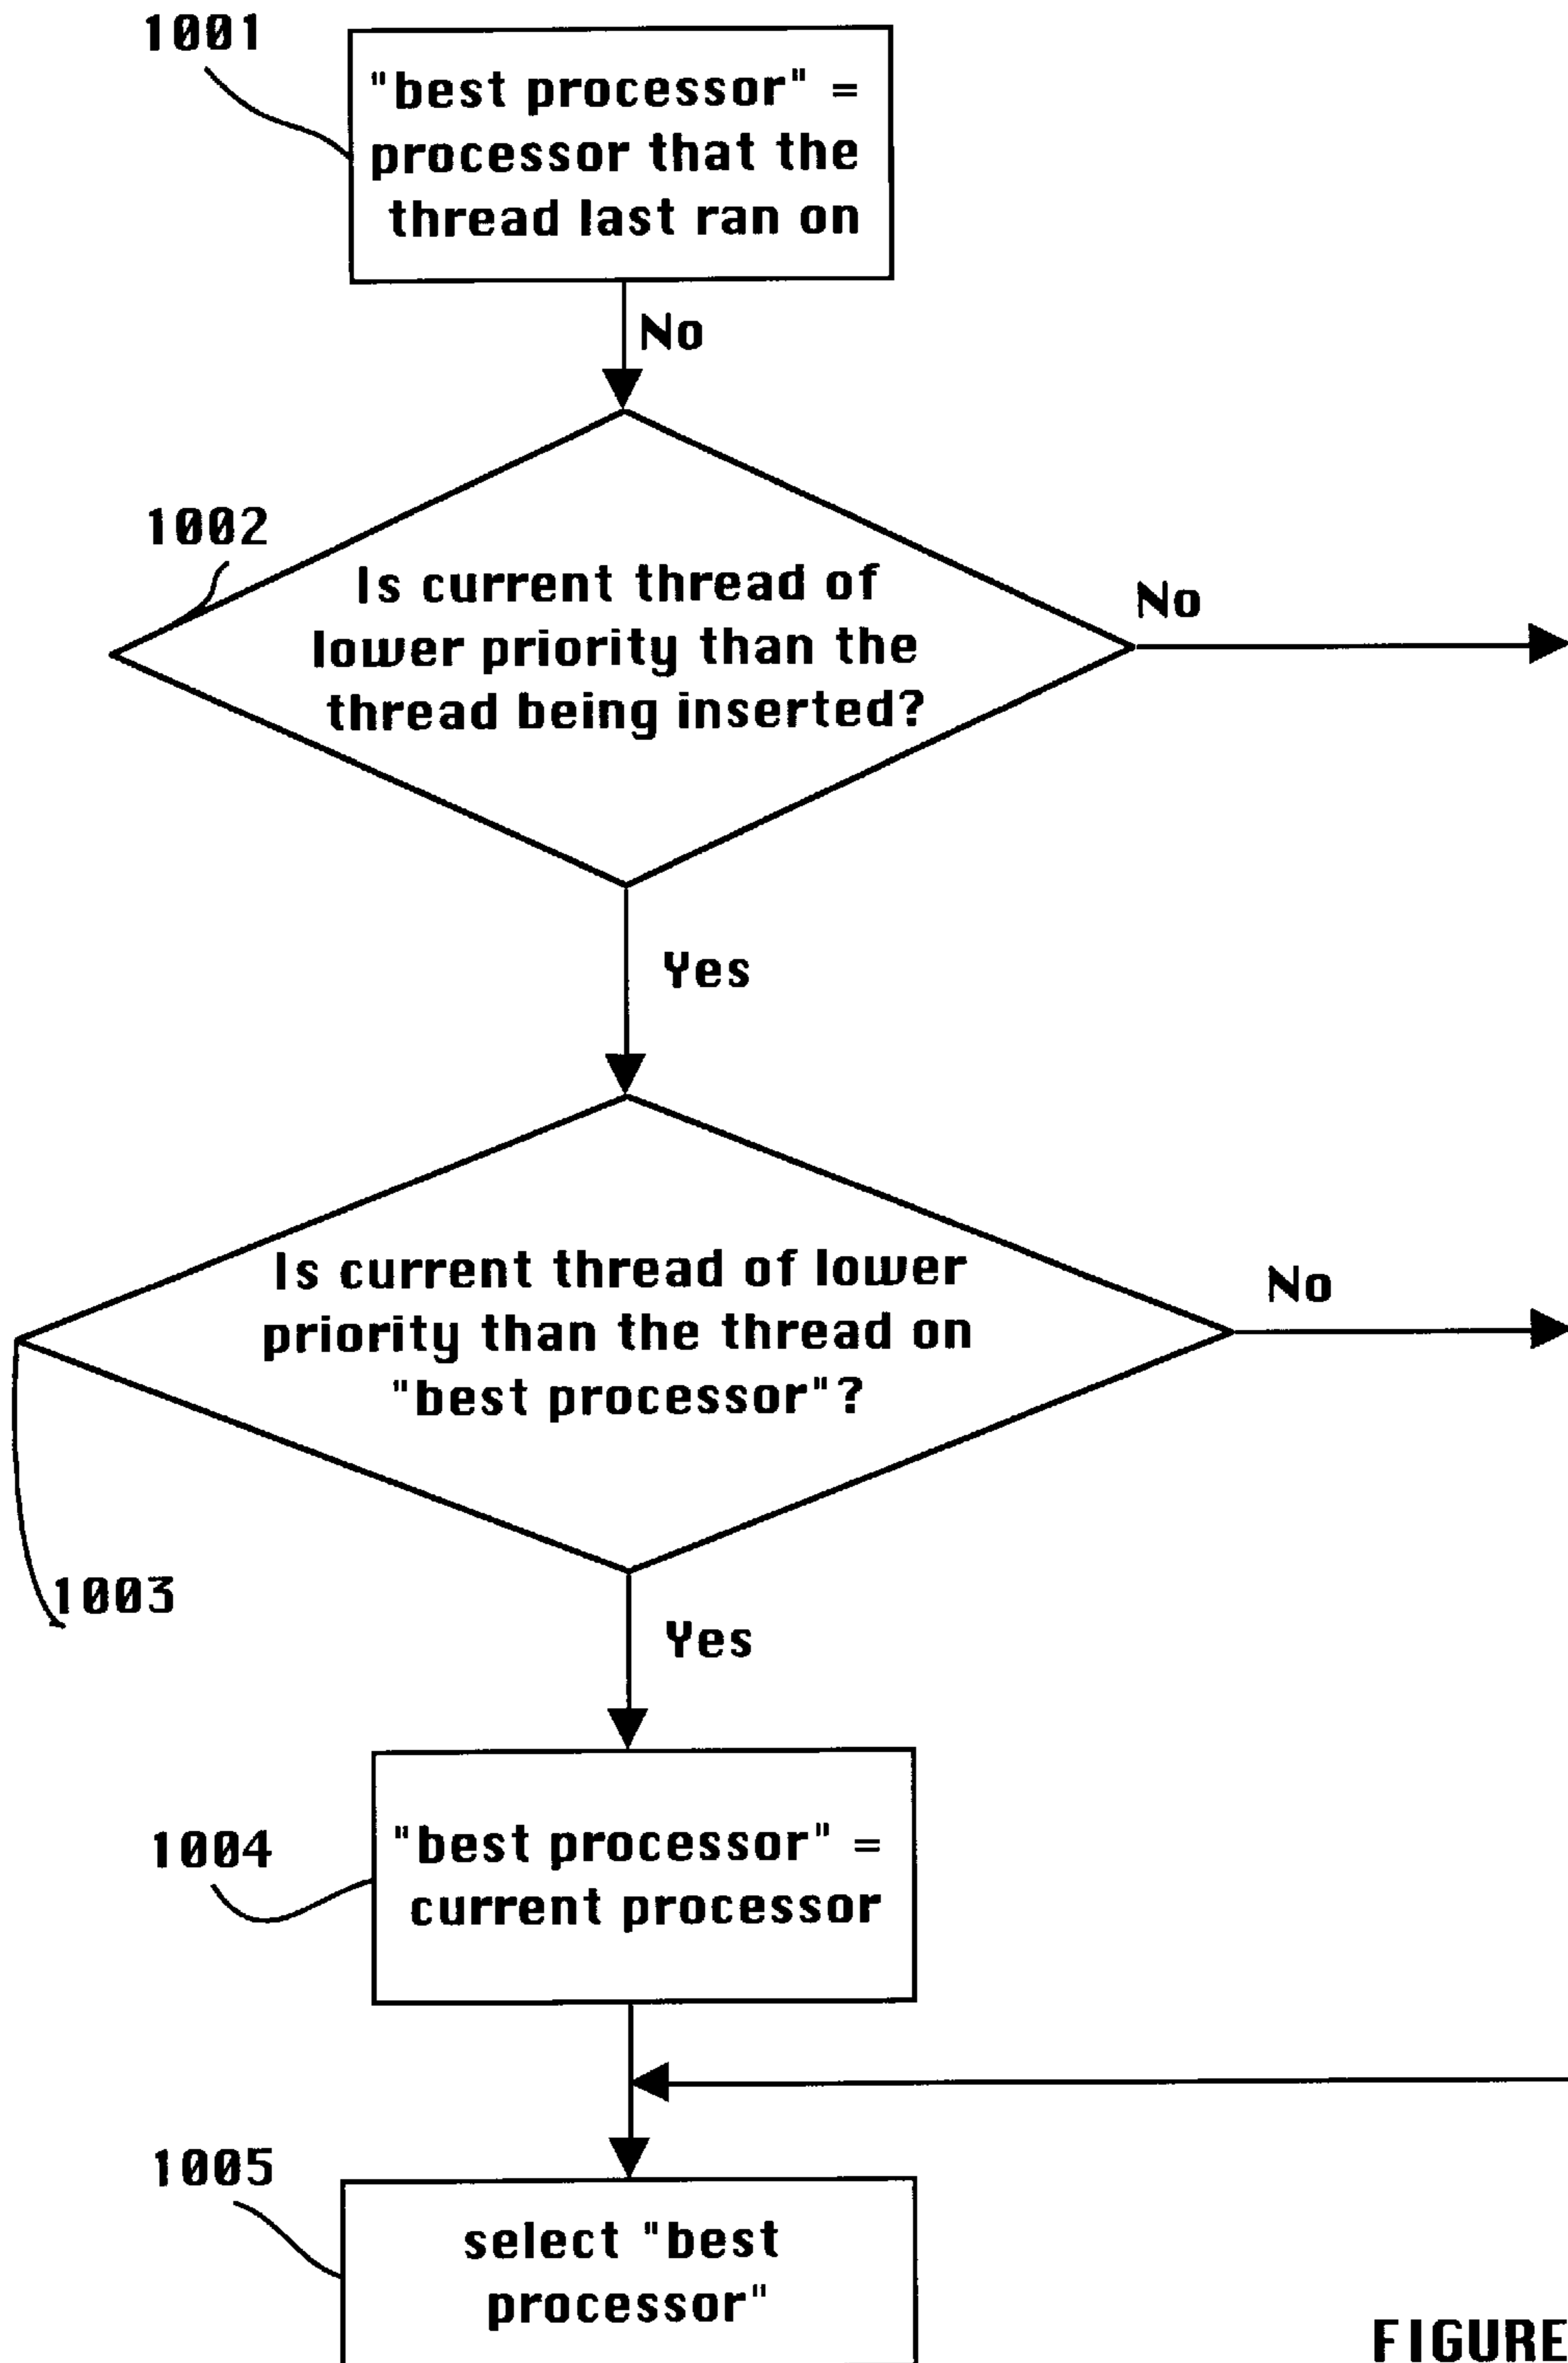 1001
"best processor" =
processor that the
thread last ran on
No
1002
Is current thread of
lower priority than the
thread being inserted?
No
Yes
Is current thread of lower
priority than the thread on
"best processor"?
No
1003
Yes
1004
"best processor" =
current processor
1005
select "best
processor"
FIGURE